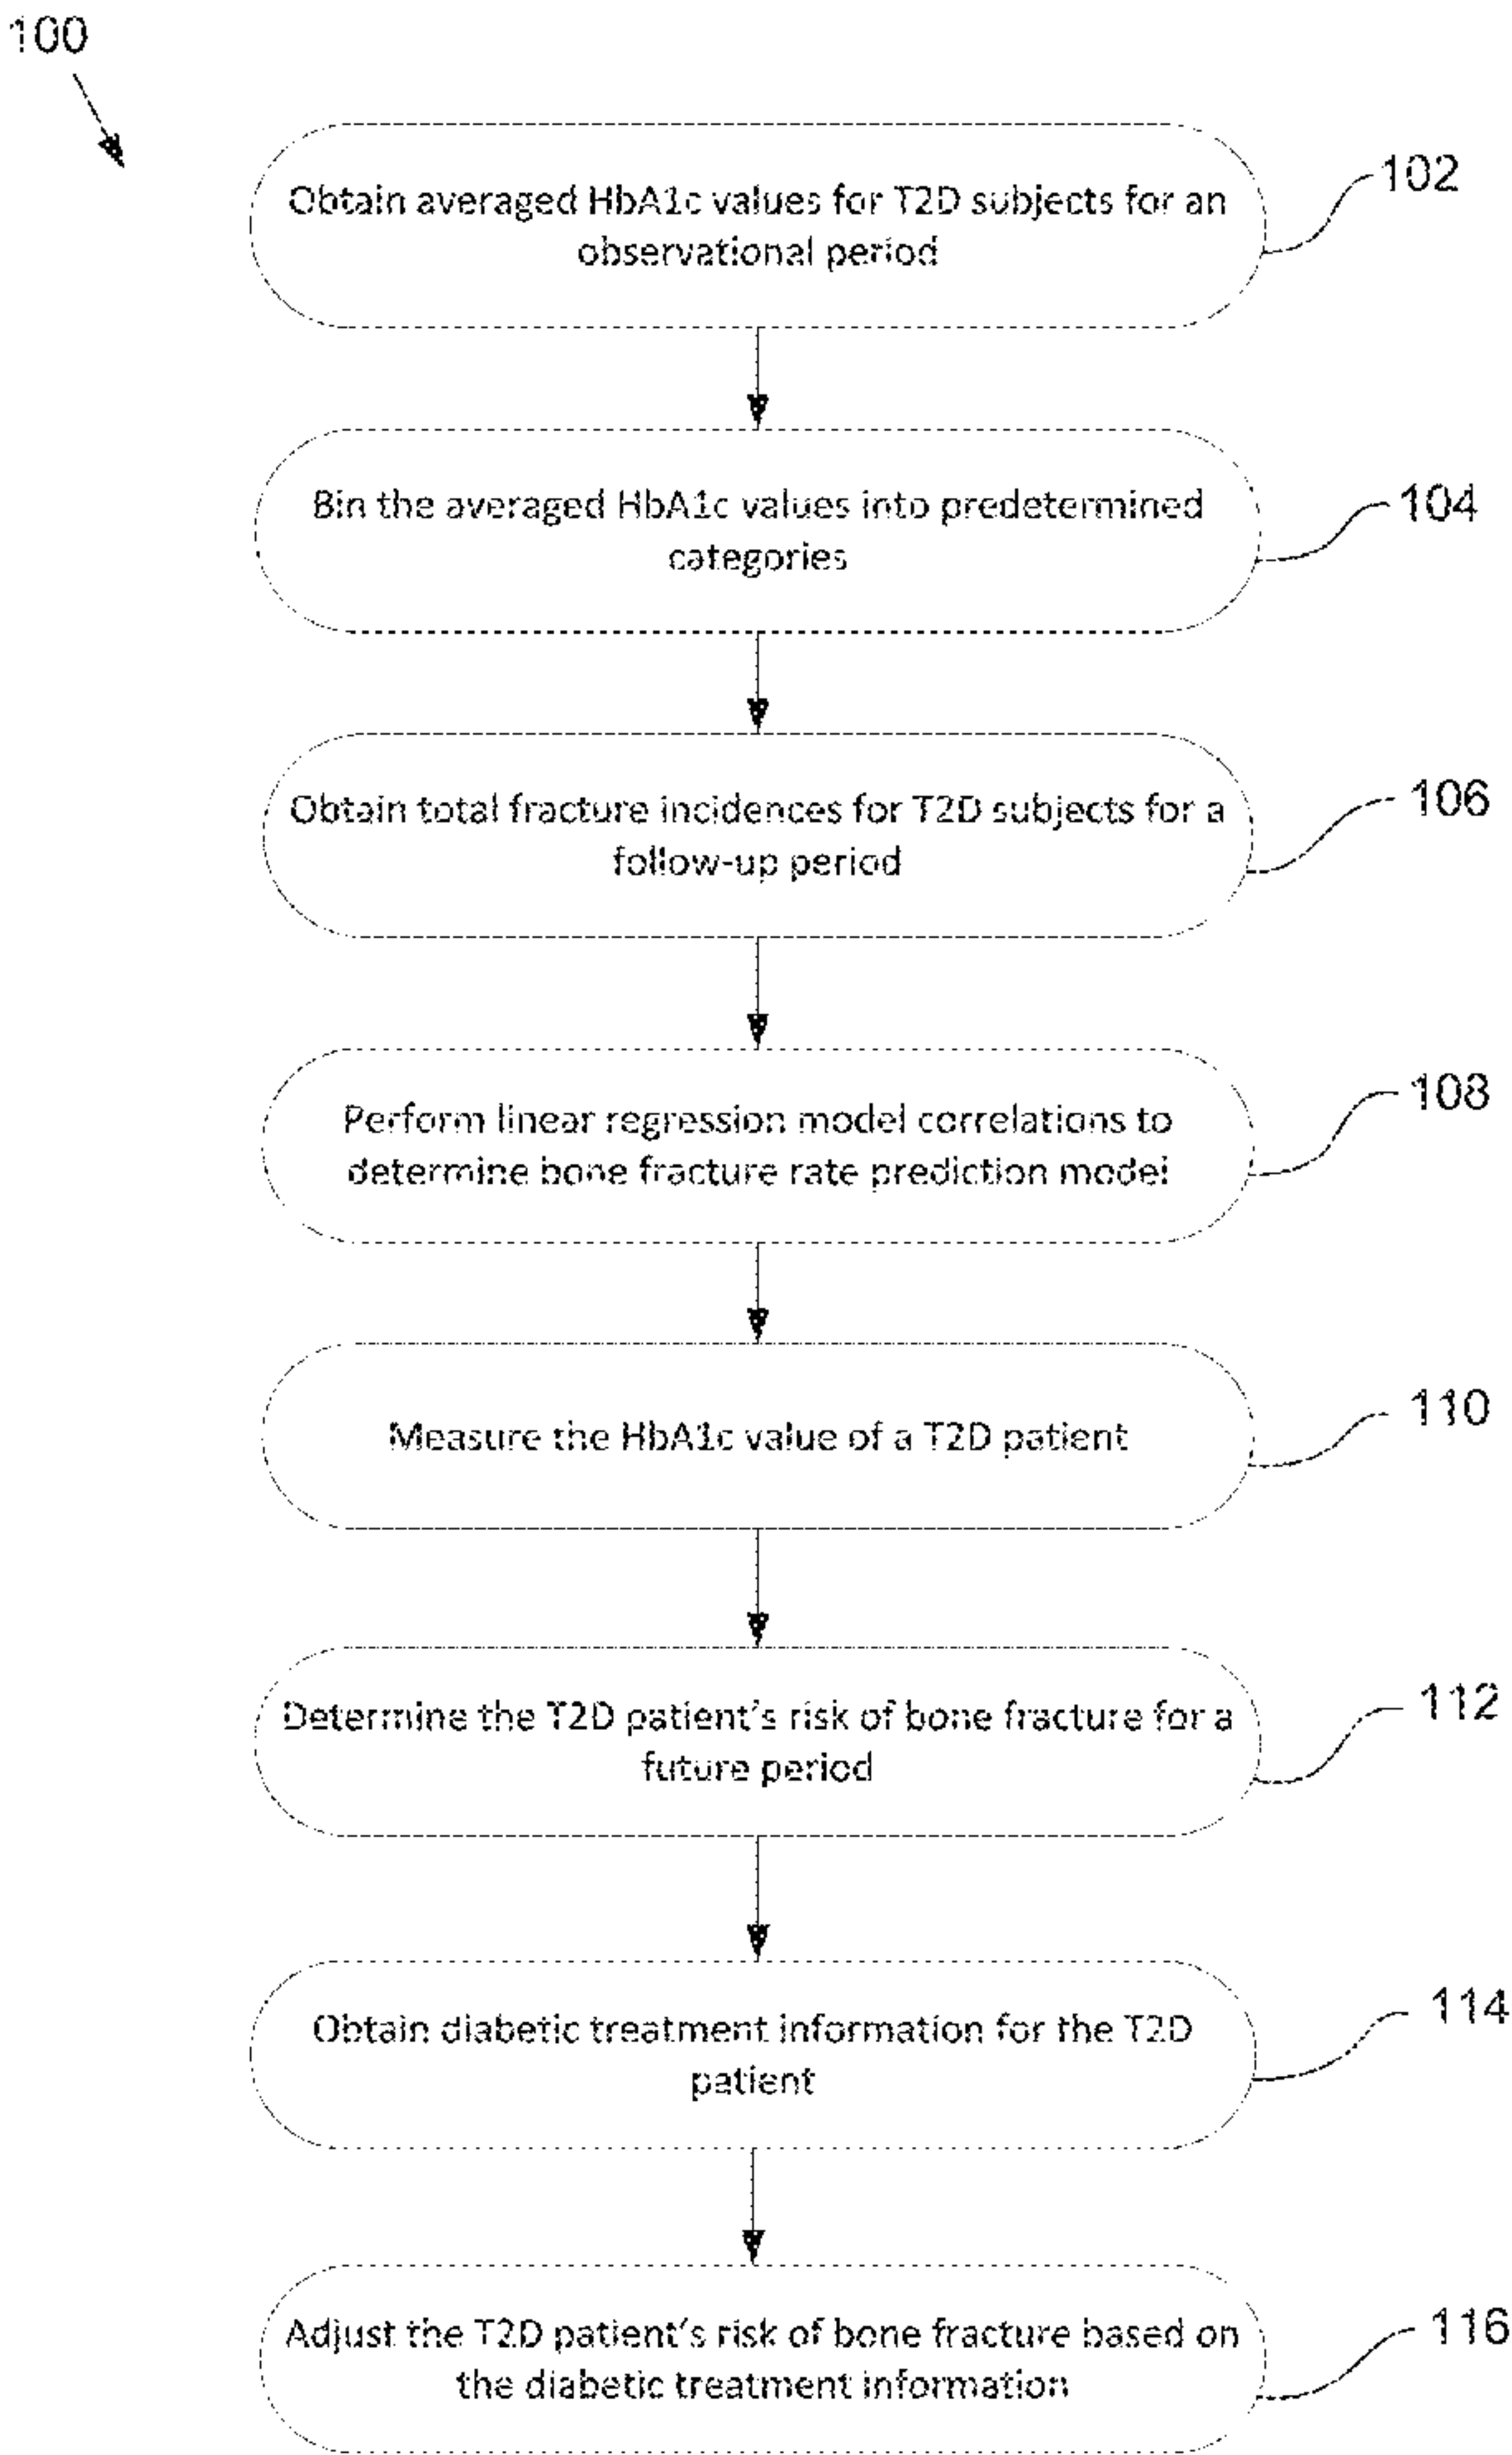 100
Obtain averaged HbA1c values for T2D subjects for an
observational period
102
Bin the averaged HbA1c values into predetermined
categories
104
Obtain total fracture incidences for T2D subjects for a
follow-up period
106
Perform linear regression model correlations to
determine bone fracture rate prediction model
108
Measure the HbA1c value of a T2D patient
110
Determine the T2D patient's risk of bone fracture for a
future period
112
Obtain diabetic treatment information for the T2D
patient
114
Adjust the T2D patient's risk of bone fracture based on
the diabetic treatment information
116